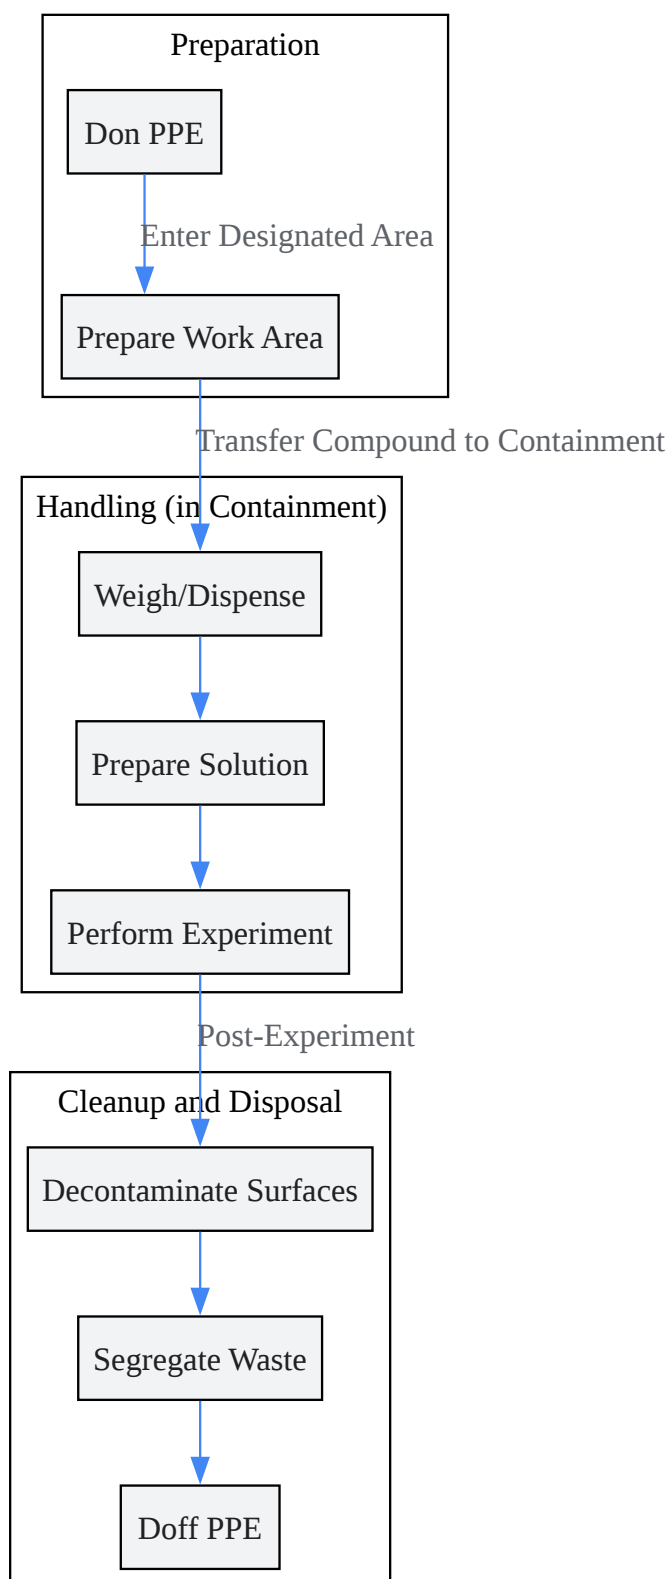 Preparation
Don PPE
Enter Designated Area
Prepare Work Area
Transfer Compound to Containment
Handling (in Containment)
Weigh/Dispense
Prepare Solution
Perform Experiment
Post-Experiment
Cleanup and Disposal
Decontaminate Surfaces
Segregate Waste
Doff PPE